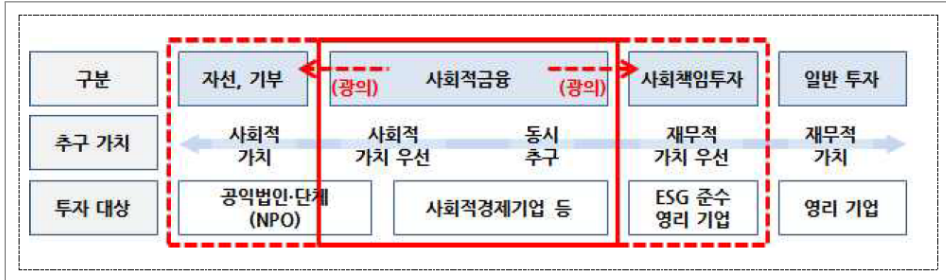 구분
자선, 기부
(광의)
사회적금융
(광의)
사회책임투자
일반 투자
추구 가치
사회적
가치
사회적
가치 우선
동시
추구
재무적
가치 우선
재무적
가치
투자 대상
공익법인·단체
(NPO)
사회적경제기업 등
ESG 준수
영리 기업
영리 기업